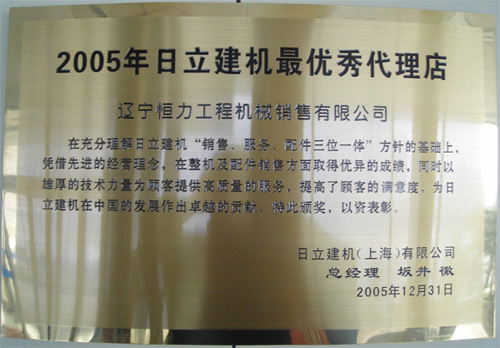 2005年日立建机最优秀代理店
辽宁恒力工程机械销售有限公司
在充分理解日立建机“销售、服务、配件三位一体”方针的基础上,
凭借先进的经营理念,在整机及配件销售方面取得优异的成绩,同时以
雄厚的技术力量为顾客提供高质量的服务,提高了顾客的满意度,为日
立建机在中国的发展作出卓越的贡献。特此颁奖,以资表彰。
日立建机(上海)有限公司
总经理 坂井 徹
2005年12月31日